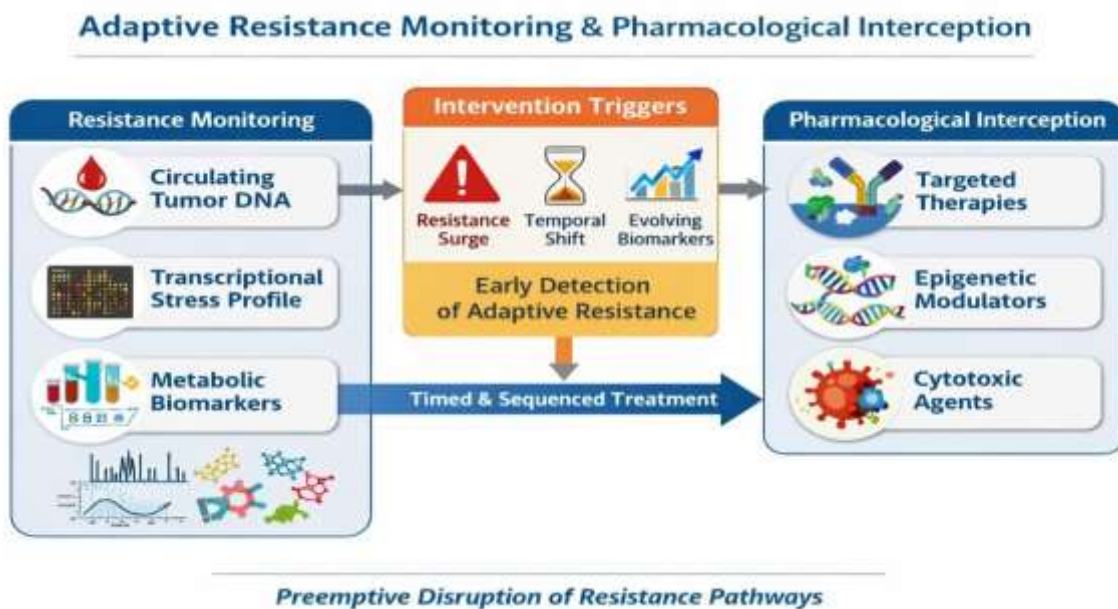 Adaptive Resistance Monitoring & Pharmacological Interception
Resistance Monitoring
Circulating
Tumor DNA
Transcriptional
Stress Profile
Metabolic
Biomarkers
Intervention Triggers
Resistance
Surge
Temporal
Shift
Evolving
Biomarkers
Early Detection
of Adaptive Resistance
Timed & Sequenced Treatment
Pharmacological Interception
Targeted
Therapies
Epigenetic
Modulators
Cytotoxic
Agents
Preemptive Disruption of Resistance Pathways